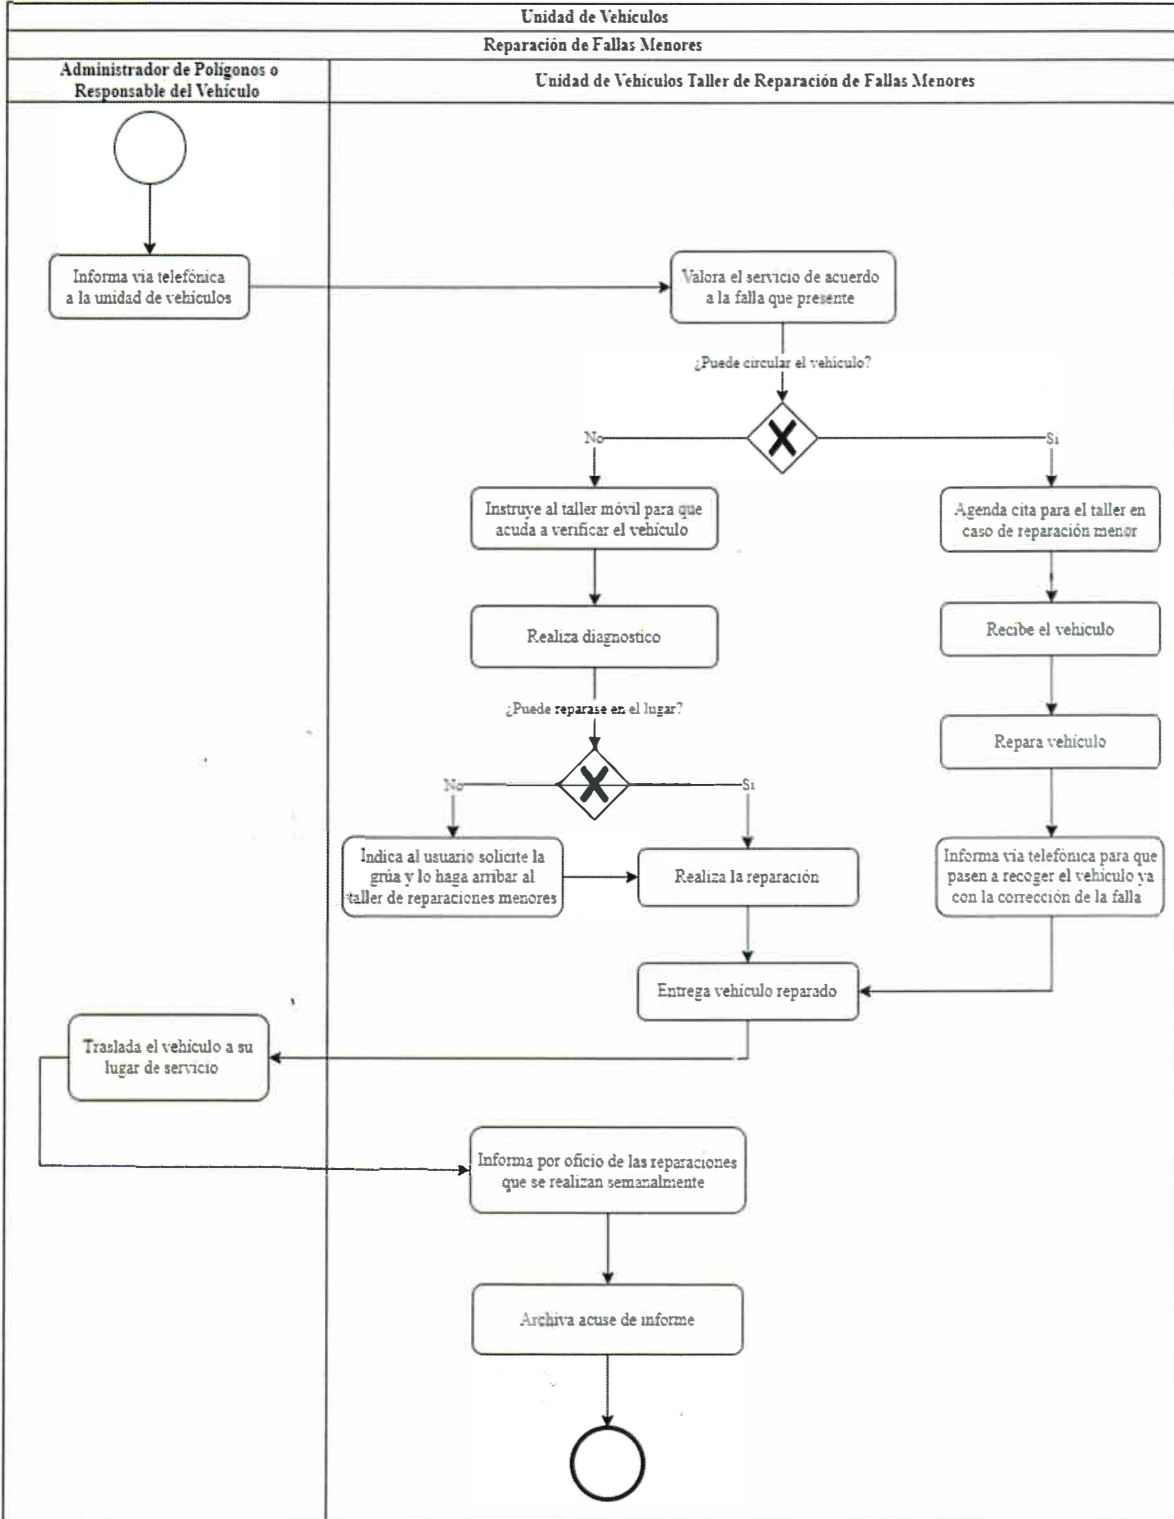 Unidad de Vehículos
Reparación de Fallas Menores
Administrador de Polígonos o
Responsable del Vehículo
Unidad de Vehículos Taller de Reparación de Fallas Menores
Informa vía telefónica
a la unidad de vehículos
Valora el servicio de acuerdo
a la falla que presente
¿Puede circular el vehículo?
No
Si
Instruye al taller móvil para que
acuda a verificar el vehículo
Agenda cita para el taller en
caso de reparación menor
Realiza diagnostico
Recibe el vehículo
¿Puede reparase en el lugar?
Repara vehículo
No
Si
Indica al usuario solicite la
grúa y lo haga arribar al
taller de reparaciones menores
Realiza la reparación
Informa vía telefónica para que
pasen a recoger el vehículo ya
con la corrección de la falla
Entrega vehículo reparado
Traslada el vehículo a su
lugar de servicio
Informa por oficio de las reparaciones
que se realizan semanalmente
Archiva acuse de informe